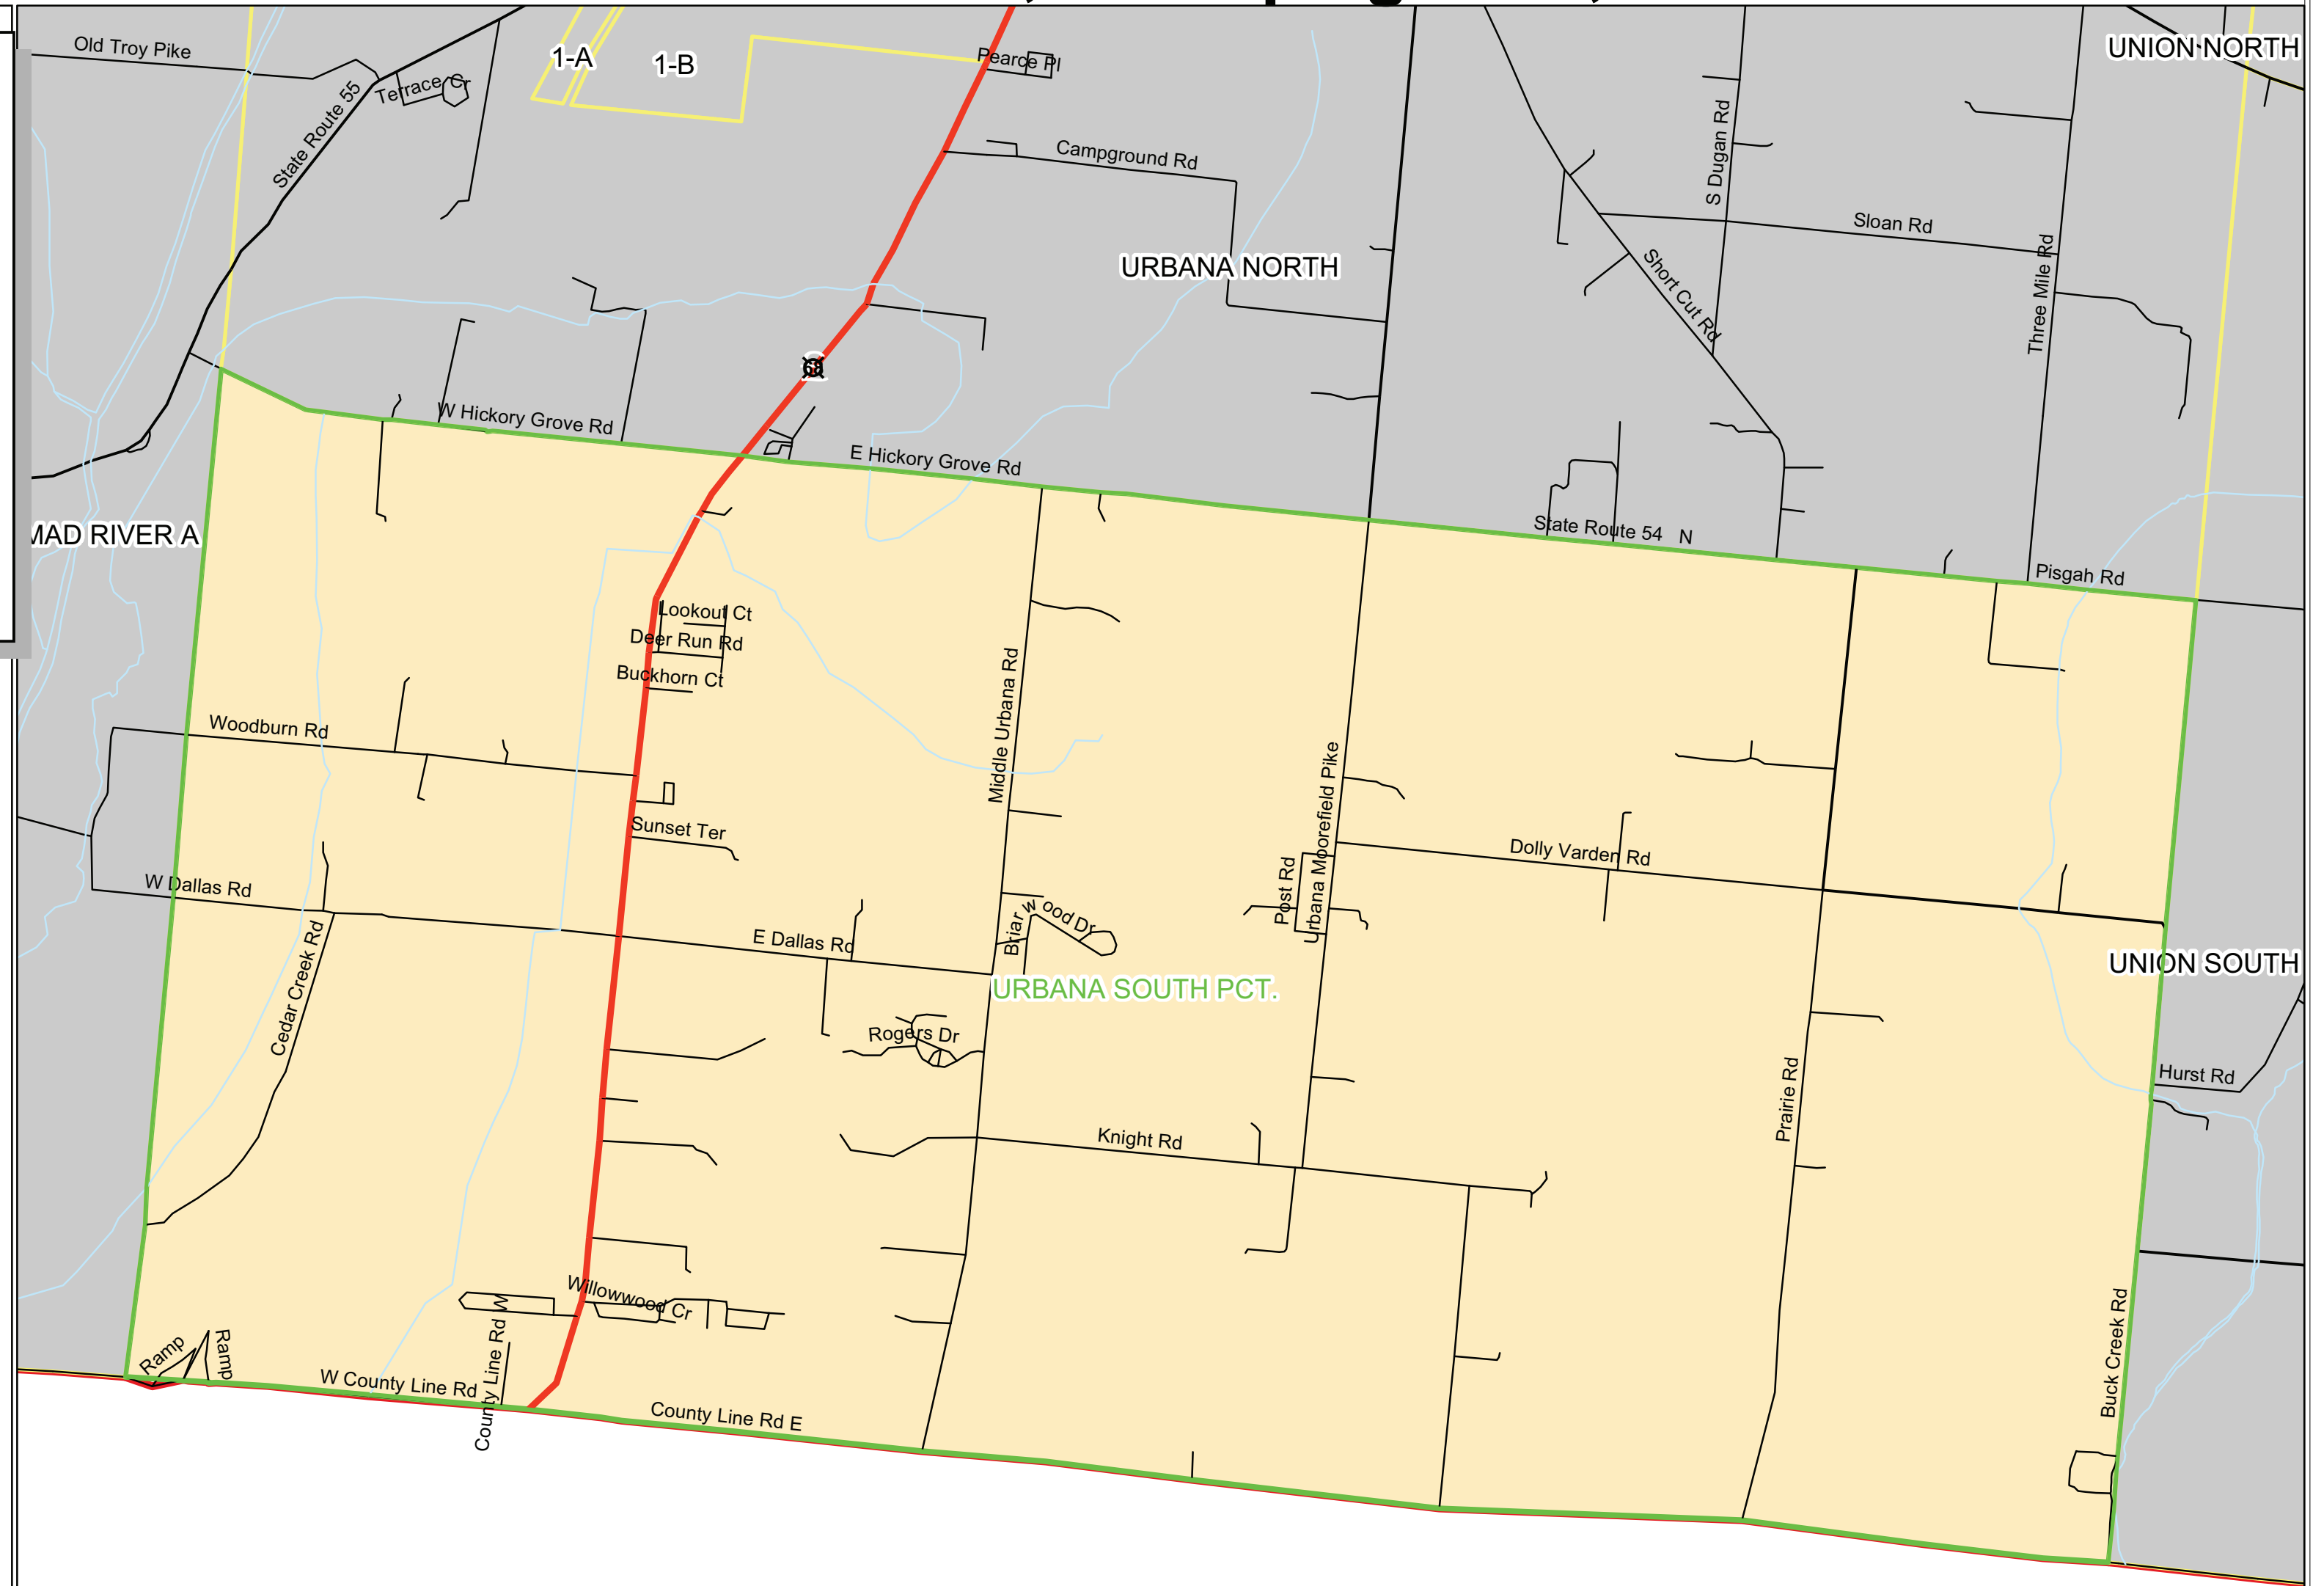 Old Troy Pike
1-A
1-B
Pearce Pl
UNION NORTH
Terrace Cr
State Route 55
Campground Rd
S Dugan Rd
Sloan Rd
URBANA NORTH
Short Cut Rd
Three Mile Rd
W Hickory Grove Rd
E Hickory Grove Rd
MAD RIVER A
State Route 54 N
Pisgah Rd
Lookout Ct
Deer Run Rd
Buckhorn Ct
Middle Urbana Rd
Woodburn Rd
Urbana Moorefield Pike
Sunset Ter
Dolly Varden Rd
Post Rd
W Dallas Rd
Briar wood Dr
E Dallas Rd
Cedar Creek Rd
UNION SOUTH
URBANA SOUTH PCT.
Rogers Dr
Hurst Rd
Prairie Rd
Knight Rd
Willowwood Cr
W
County Line Rd
Buck Creek Rd
Ramp
Ramp
W County Line Rd
County Line Rd E